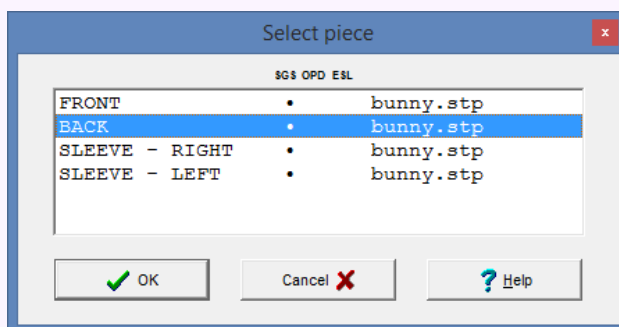 Select piece
x
SGS OPD ESL
FRONT • bunny.stp
BACK • bunny.stp
SLEEVE - RIGHT • bunny.stp
SLEEVE - LEFT • bunny.stp
OK Cancel Help